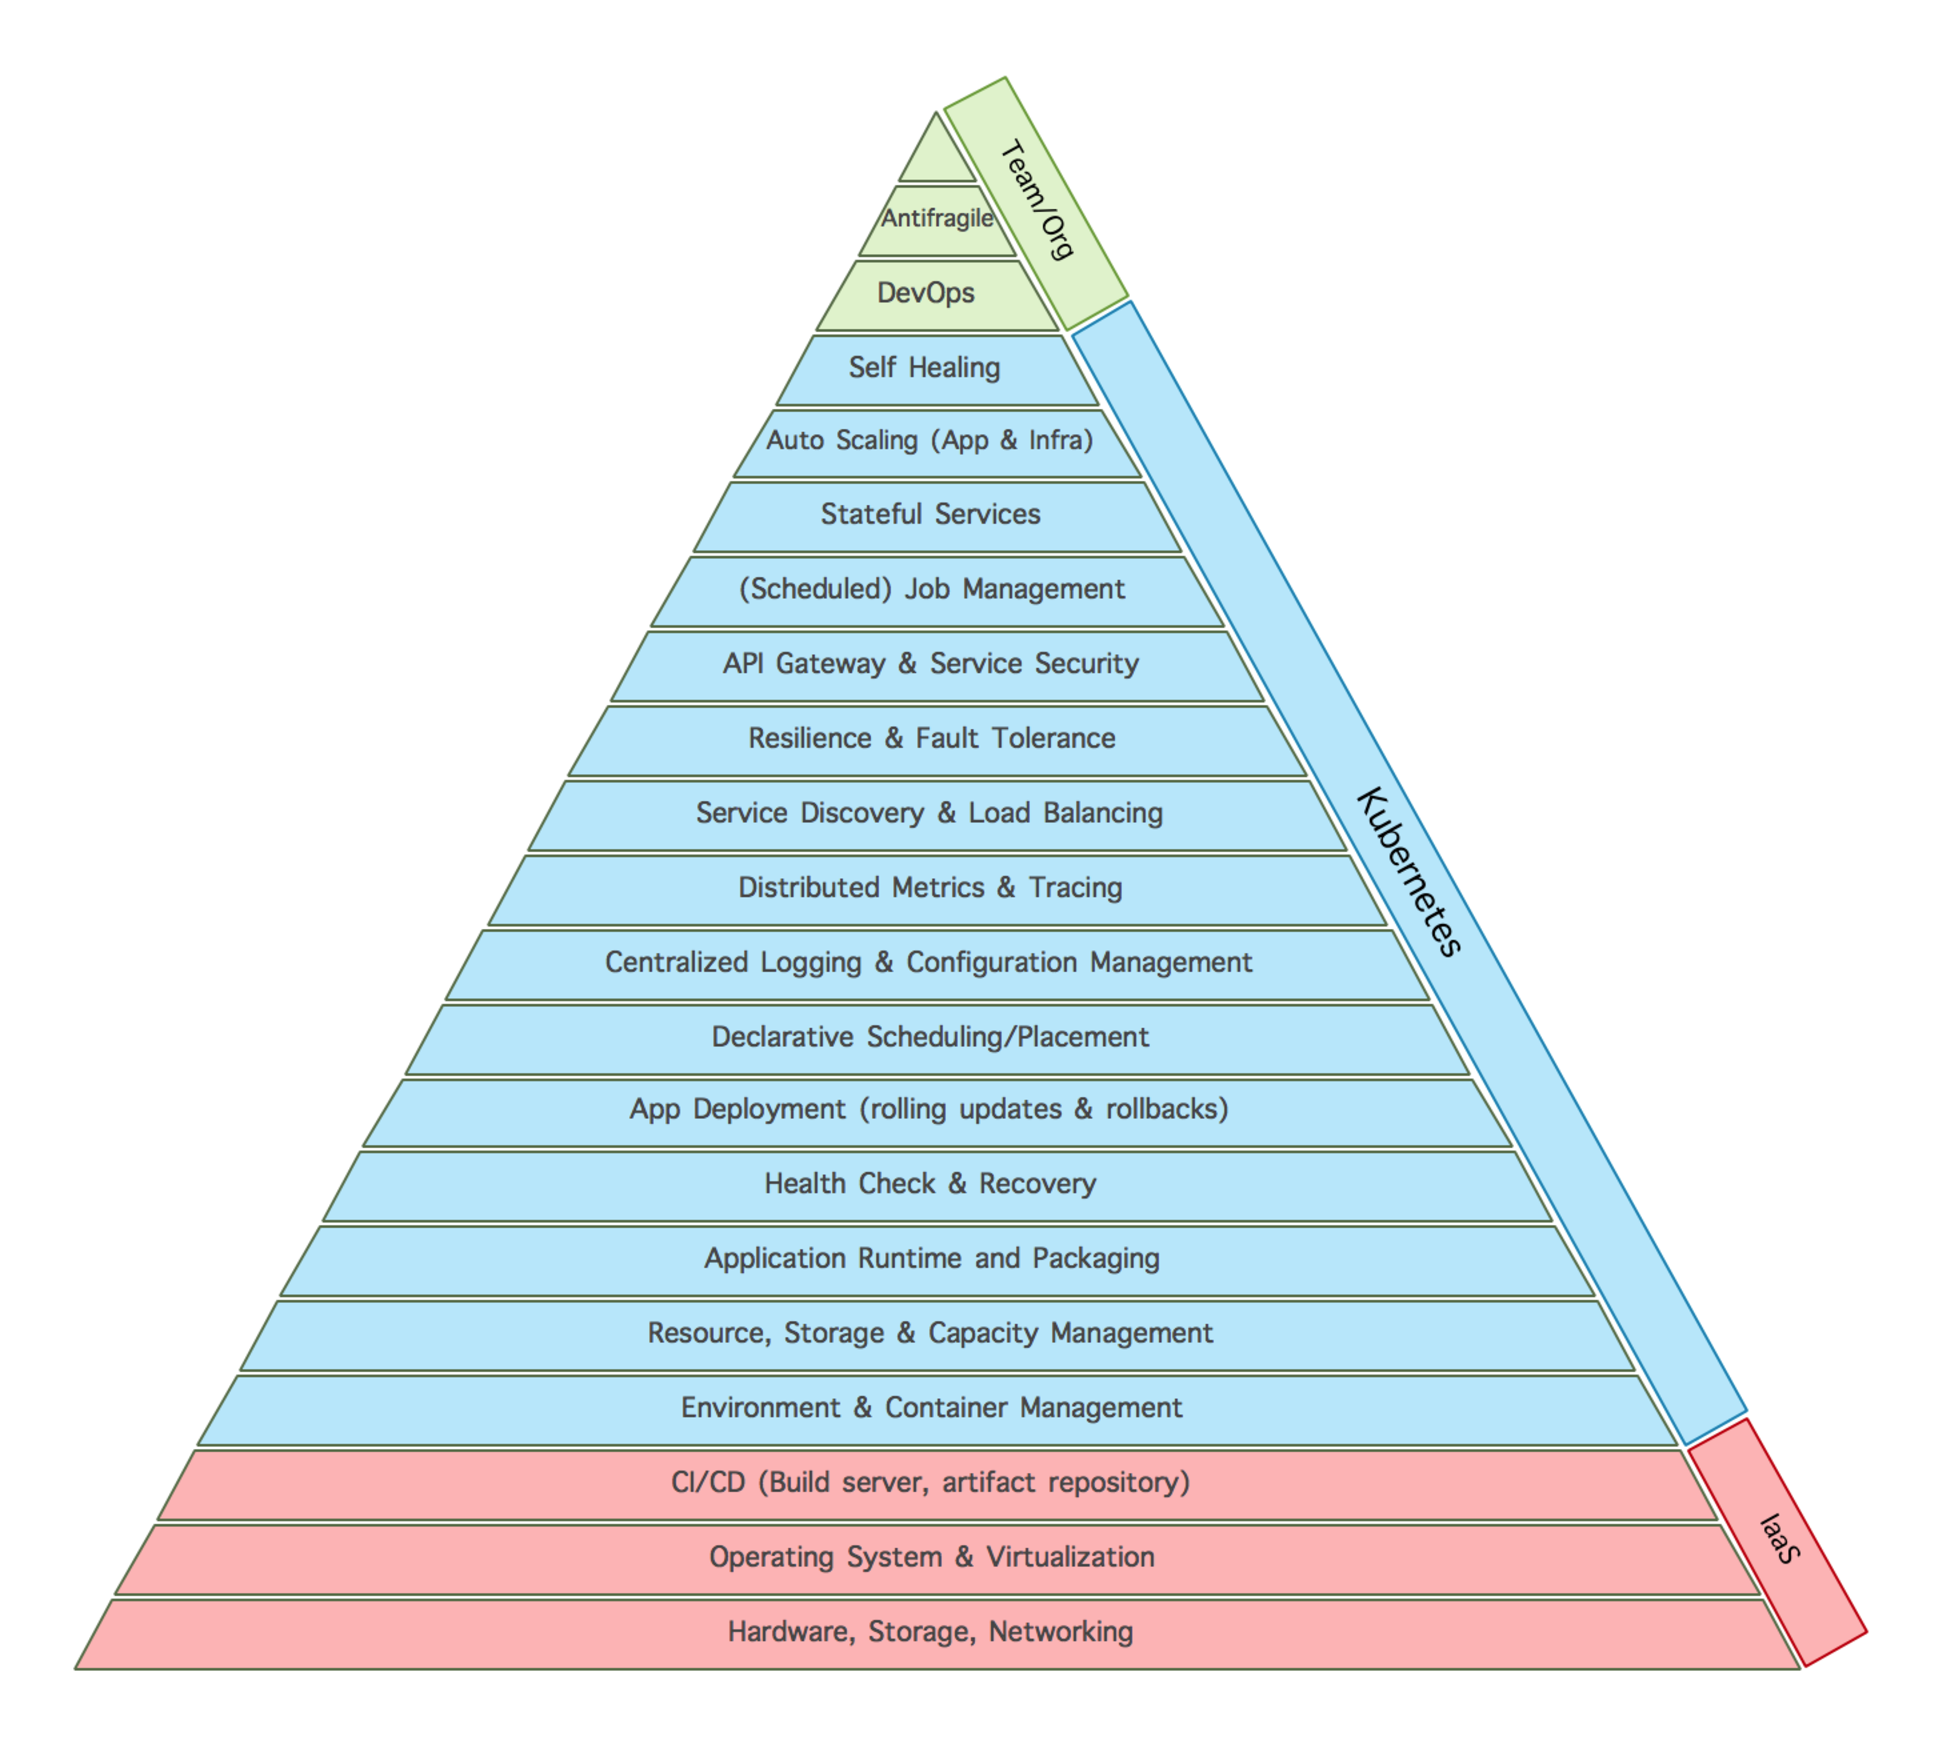 Team/Org
Antifragile
DevOps
Self Healing
Auto Scaling (App & Infra)
Stateful Services
(Scheduled) Job Management
API Gateway & Service Security
Resilience & Fault Tolerance
Service Discovery & Load Balancing
Distributed Metrics & Tracing
Kubernetes
Centralized Logging & Configuration Management
Declarative Scheduling/Placement
App Deployment (rolling updates & rollbacks)
Health Check & Recovery
Application Runtime and Packaging
Resource, Storage & Capacity Management
Environment & Container Management
CI/CD (Build server, artifact repository)
IaaS
Operating System & Virtualization
Hardware, Storage, Networking